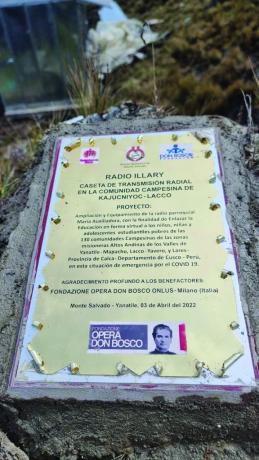 DON BOSCO
RADIO ILLARY
CASETA DE TRANSMISIÓN RADIAL
EN LA COMUNIDAD CAMPESINA DE
KAJUCNIYOC - LACCO
PROYECTO:
Ampliación y Equipamiento de la radio parroquial
María Auxiliadora, con la finalidad de Enlazar la
Educación en forma virtual a los niños, niñas y
adolescentes estudiantes pobres de las
130 comunidades Campesinas de las zonas
misioneras Altas Andinas de los Valles de
Yanatile - Mapacho, Lacco, Yavero, y Lares
Provincia de Calca - Departamento de Cusco - Perú,
en esta situación de emergencia por el COVID 19.
AGRADECIMIENTO PROFUNDO A LOS BENEFACTORES:
FONDAZIONE OPERA DON BOSCO ONLUS - Milano (Italia)
Monte Salvado - Yanatile, 03 de Abril del 2022
FONDAZIONE
OPERA
DON BOSCO